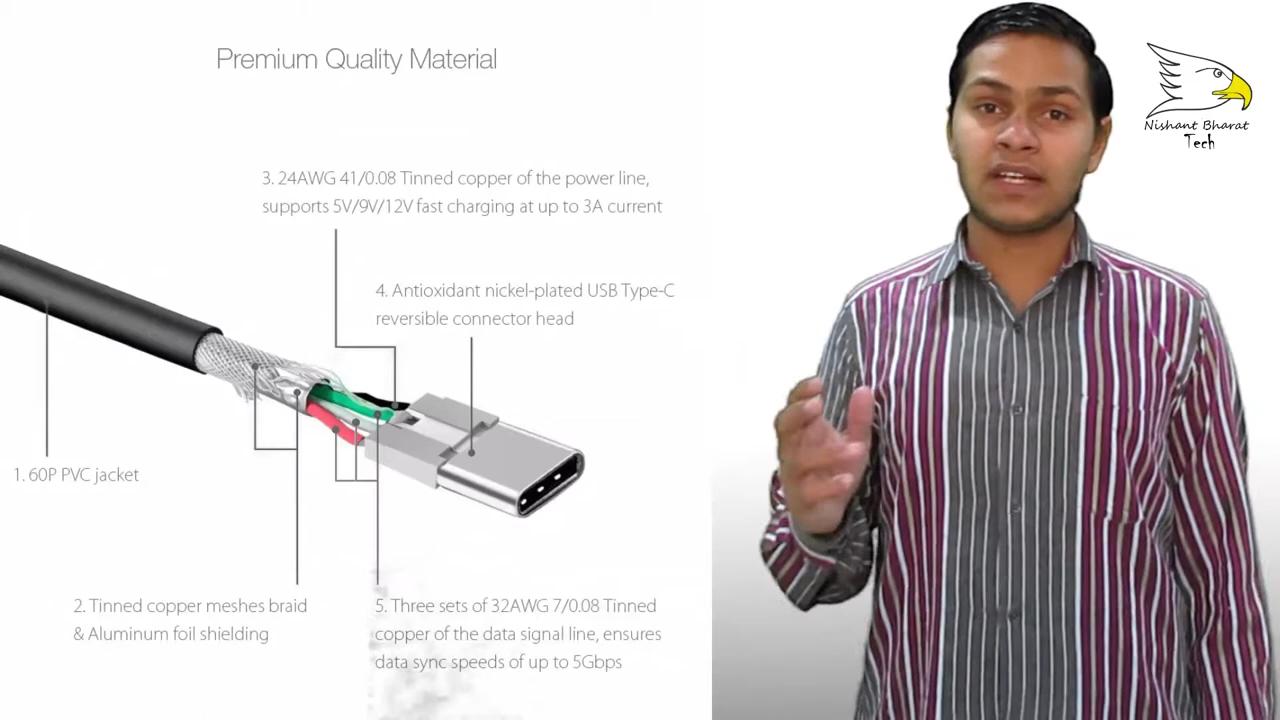 Premium Quality Material
3. 24AWG 41/0.08 Tinned copper of the power line,
supports 5V/9V/12V fast charging at up to 3A current
4. Antioxidant nickel-plated USB Type-C
reversible connector head
1. 60P PVC jacket
2. Tinned copper meshes braid
& Aluminum foil shielding
5. Three sets of 32AWG 7/0.08 Tinned
copper of the data signal line, ensures
data sync speeds of up to 5Gbps
Nishant Bharat
Tech